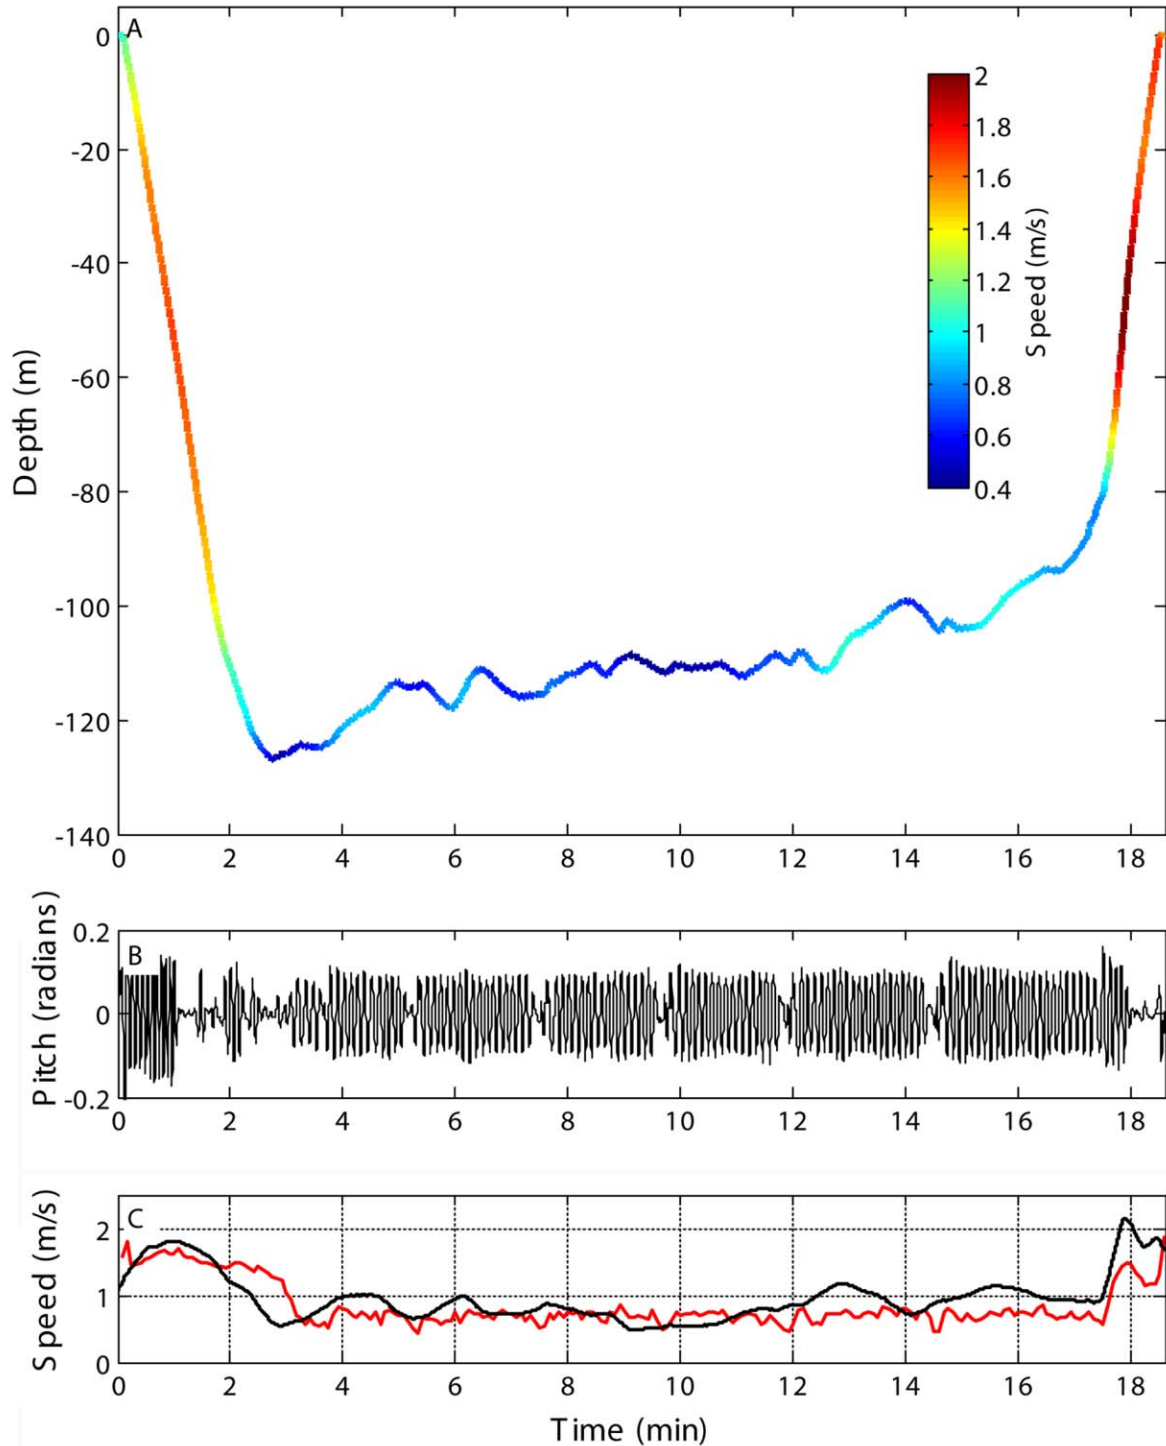 A
0
-20
-40
-60
-80
-100
-120
-140
Depth (m)
2
1.8
1.6
1.4
1.2
1
0.8
0.6
0.4
Speed (m/s)
0 2 4 6 8 10 12 14 16 18
B
0.2
0
-0.2
Pitch (radians)
0 2 4 6 8 10 12 14 16 18
C
2
1
0
Speed (m/s)
0 2 4 6 8 10 12 14 16 18
Time (min)